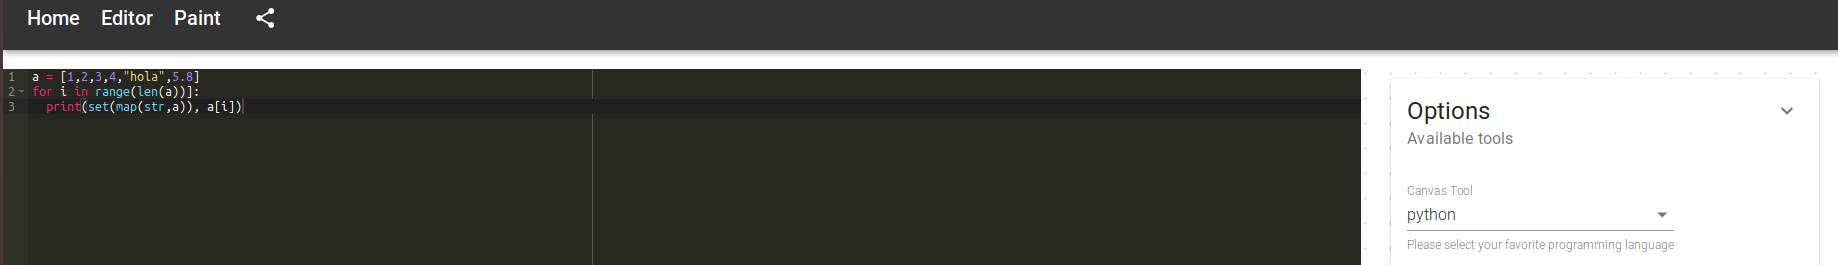 Home Editor Paint
1 a = [1,2,3,4,"hola",5.8]
2 for i in range(len(a))]:
3 print(set(map(str,a)), a[i])
Options
Available tools
Canvas Tool
python
Please select your favorite programming language